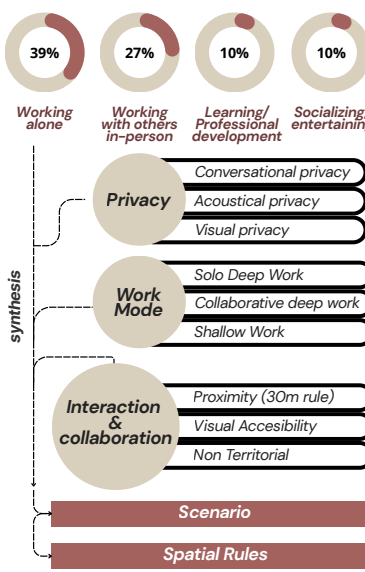 39%
27%
10%
10%
Working
alone
Working
with others
in-person
Learning/
Professional
development
Socializing/
entertaining
Privacy
Conversational privacy
Acoustical privacy
Visual privacy
synthesis
Work
Mode
Solo Deep Work
Collaborative deep work
Shallow Work
Interaction
&
collaboration
Proximity (30m rule)
Visual Accesibility
Non Territorial
Scenario
Spatial Rules